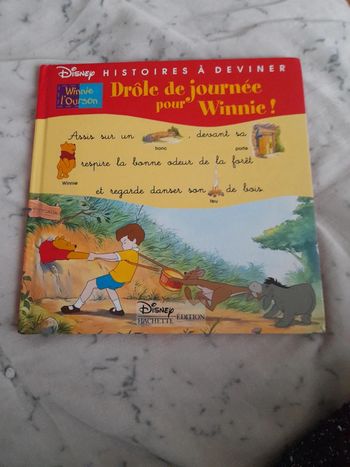 Disney HISTOIRES À DEVINER
Winnie l'Ourson
Drôle de journée
pour Winnie !
Assis sur un , devant sa
banc porte
respire la bonne odeur de la forêt
Winnie
et regarde danser son de bois.
feu
Disney
HACHETTE ÉDITION